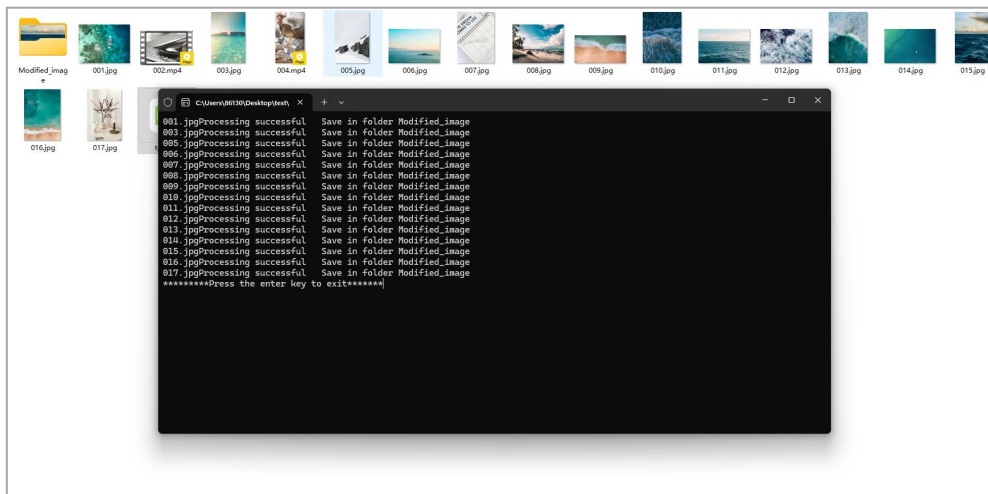 Modified_imag
e
001.jpg
002.mp4
003.jpg
004.mp4
005.jpg
006.jpg
007.jpg
008.jpg
009.jpg
010.jpg
011.jpg
012.jpg
013.jpg
014.jpg
015.jpg
016.jpg
017.jpg
C:\Users\86130\Desktop\test\
001.jpgProcessing successful   Save in folder Modified_image
003.jpgProcessing successful   Save in folder Modified_image
005.jpgProcessing successful   Save in folder Modified_image
006.jpgProcessing successful   Save in folder Modified_image
007.jpgProcessing successful   Save in folder Modified_image
008.jpgProcessing successful   Save in folder Modified_image
009.jpgProcessing successful   Save in folder Modified_image
010.jpgProcessing successful   Save in folder Modified_image
011.jpgProcessing successful   Save in folder Modified_image
012.jpgProcessing successful   Save in folder Modified_image
013.jpgProcessing successful   Save in folder Modified_image
014.jpgProcessing successful   Save in folder Modified_image
015.jpgProcessing successful   Save in folder Modified_image
016.jpgProcessing successful   Save in folder Modified_image
017.jpgProcessing successful   Save in folder Modified_image
*********Press the enter key to exit*******